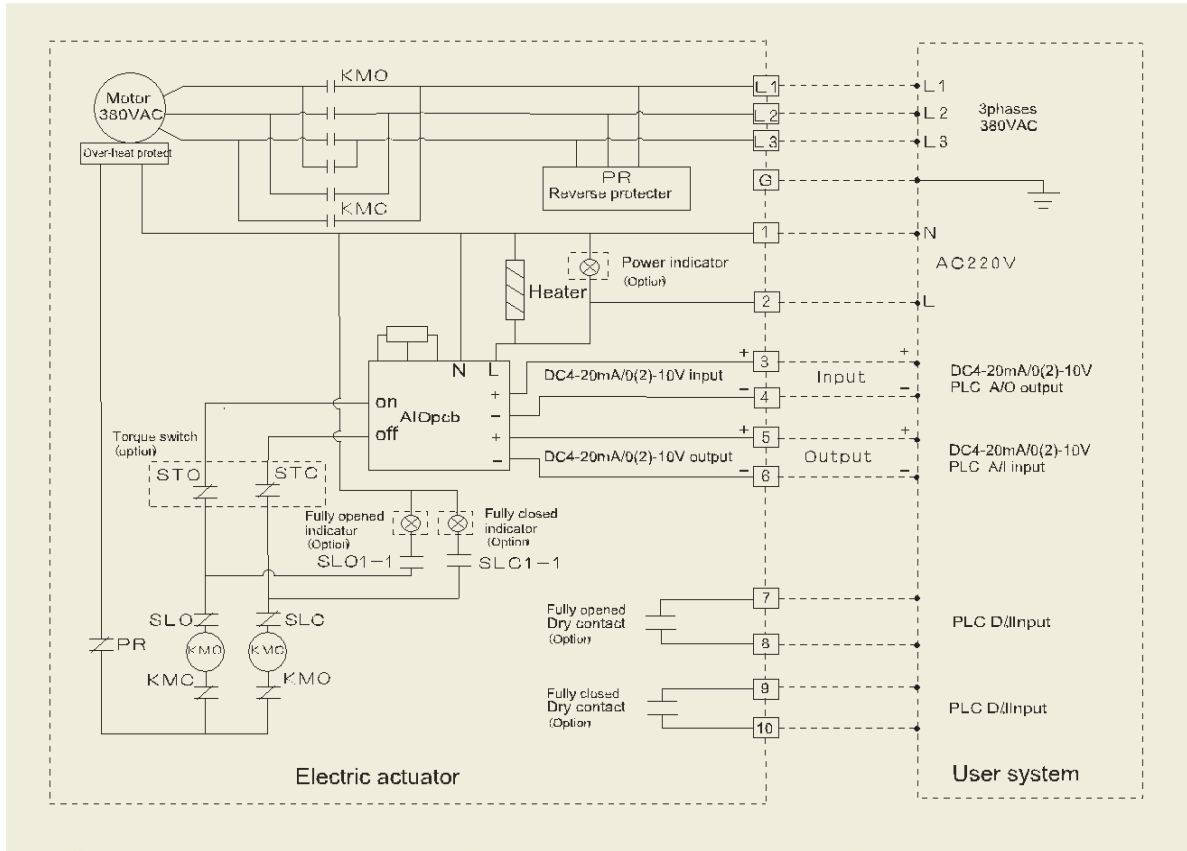 KMO
Motor
380VAC
Over-heat protect
L1
L2
L3
G
L1
L2
L3
3phases
380VAC
PR
Reverse protecter
KMC
1
N
AC220V
Power indicator
(Option)
Heater
2
L
N
L
AIOpcb
on
off
+
−
+
−
DC4-20mA/0(2)-10V input
DC4-20mA/0(2)-10V output
+
3
−
4
+
5
−
6
Input
Output
+
−
+
−
DC4-20mA/0(2)-10V
PLC A/O output
DC4-20mA/0(2)-10V
PLC A/I input
Torque switch
(option)
STO
STC
Fully opened
indicator
(Option)
Fully closed
indicator
(Option)
SLO1-1
SLC1-1
SLO
SLC
PR
KMO
KMC
KMC
KMO
Fully opened
Dry contact
(Option)
7
8
PLC D/IInput
Fully closed
Dry contact
(Option)
9
10
PLC D/IInput
Electric actuator
User system